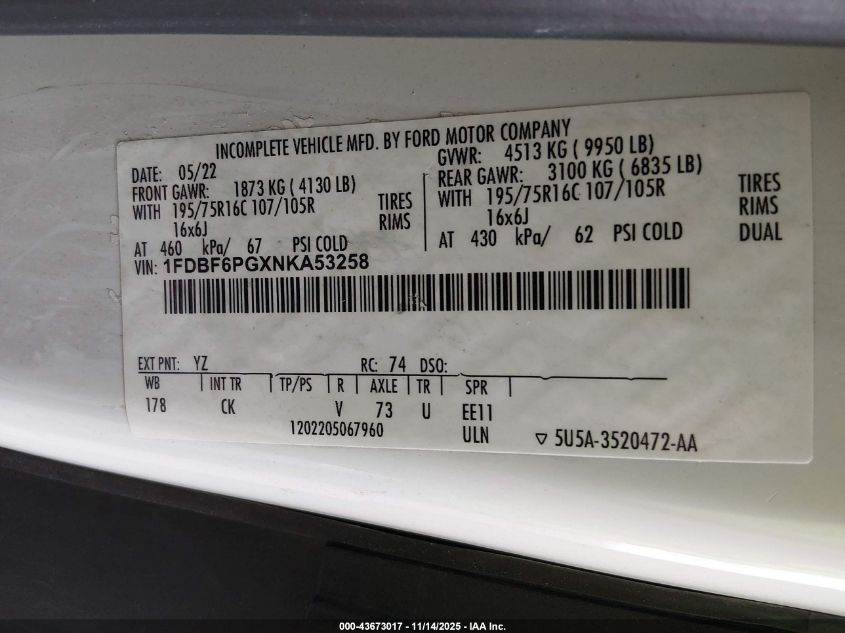 INCOMPLETE VEHICLE MFD. BY FORD MOTOR COMPANY
DATE: 05/22
GVWR: 4513 KG ( 9950 LB)
FRONT GAWR: 1873 KG ( 4130 LB)
REAR GAWR: 3100 KG ( 6835 LB)
WITH 195/75R16C 107/105R TIRES
WITH 195/75R16C 107/105R TIRES
16x6J RIMS
16x6J RIMS
AT 460 kPa/ 67 PSI COLD
AT 430 kPa/ 62 PSI COLD DUAL
VIN: 1FDBF6PGXNKA53258
EXT PNT: YZ RC: 74 DSO:
WB INT TR TP/PS R AXLE TR SPR
178 CK V 73 U EE11
1202205067960 ULN ▽ 5U5A-3520472-AA
000-43673017 - 11/14/2025 - IAA Inc.